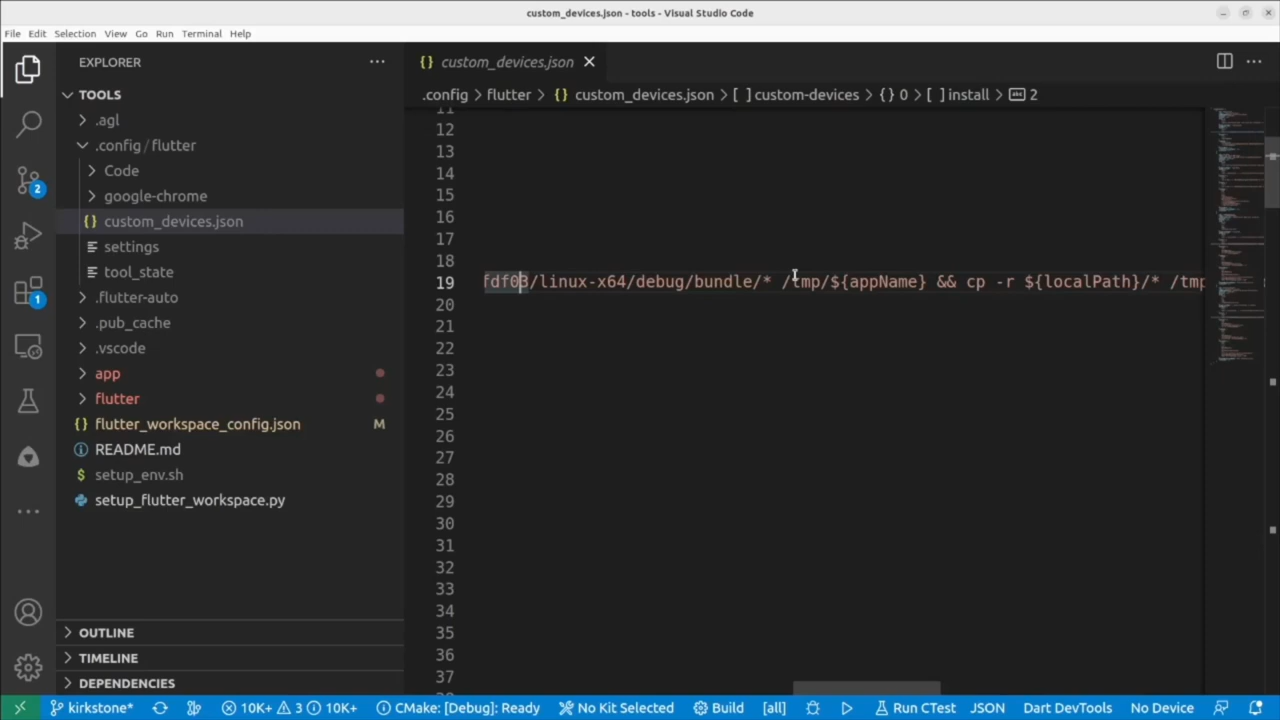 custom_devices.json - tools - Visual Studio Code
File Edit Selection View Go Run Terminal Help
EXPLORER
custom_devices.json
TOOLS
.config > flutter > {} custom_devices.json > [ ] custom-devices > {} 0 > [ ] install > abc 2
.agl
.config / flutter
Code
google-chrome
{} custom_devices.json
settings
tool_state
.flutter-auto
.pub_cache
.vscode
app
flutter
{} flutter_workspace_config.json M
README.md
$ setup_env.sh
setup_flutter_workspace.py
OUTLINE
TIMELINE
DEPENDENCIES
2
1
11
12
13
14
15
16
17
18
19 fdf03/linux-x64/debug/bundle/* /tmp/${appName} && cp -r ${localPath}/* /tmp
20
21
22
23
24
25
26
27
28
29
30
31
32
33
34
35
36
37
kirkstone* 10K+ 3 10K+ CMake: [Debug]: Ready No Kit Selected Build [all] Run CTest JSON Dart DevTools No Device